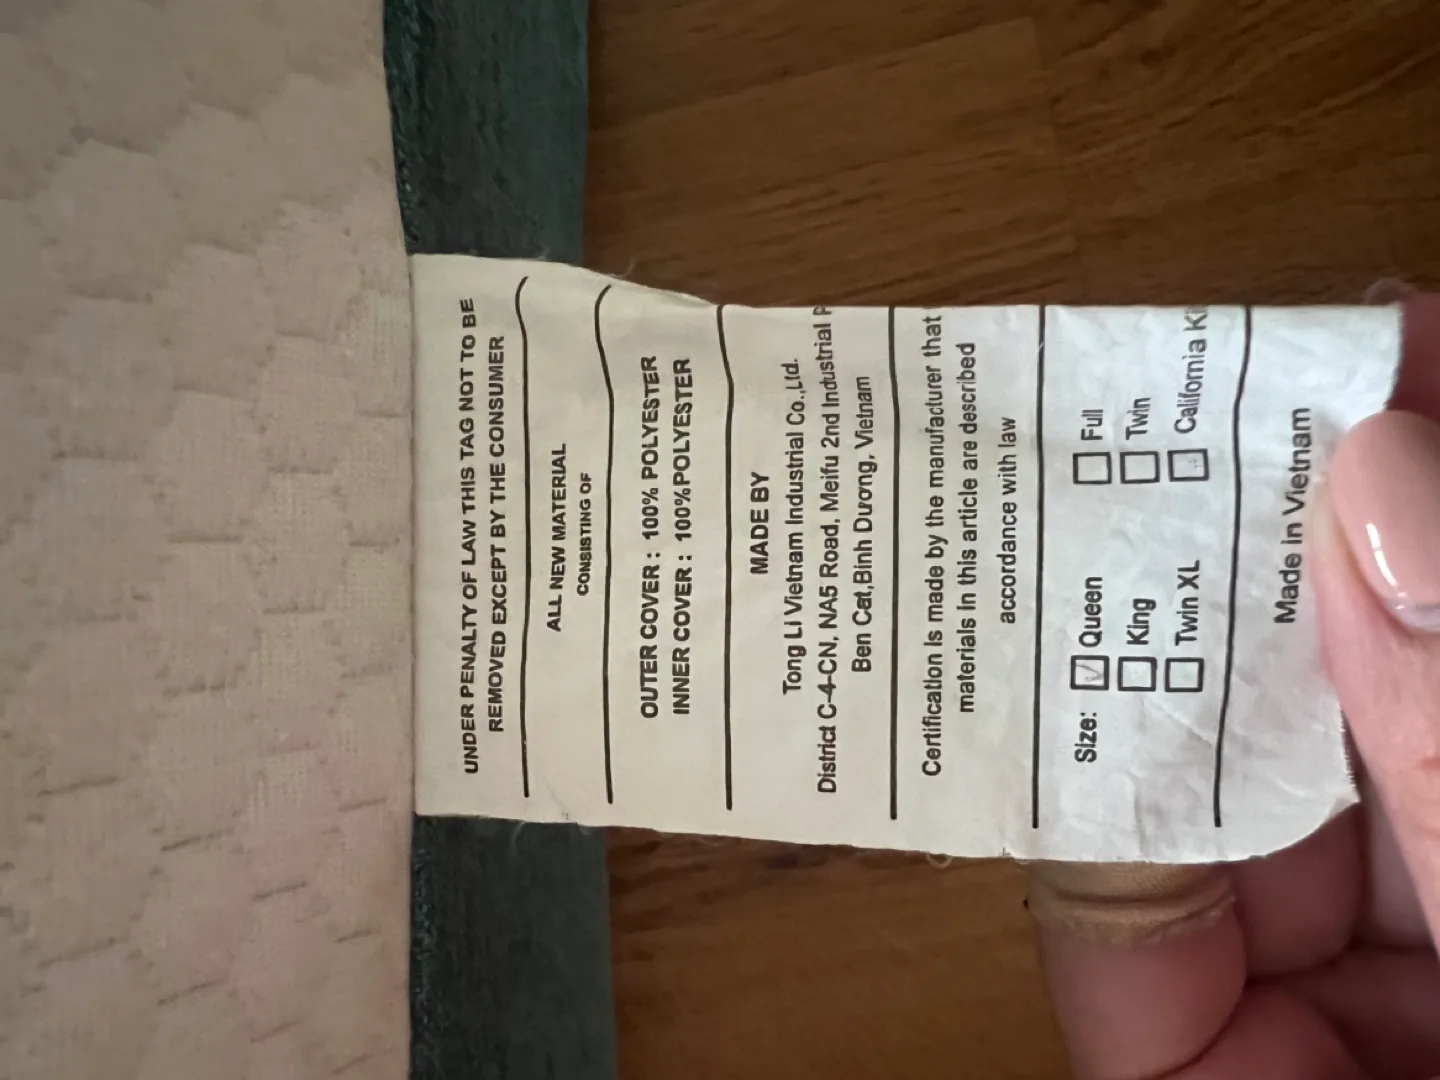 UNDER PENALTY OF LAW THIS TAG NOT TO BE
REMOVED EXCEPT BY THE CONSUMER
ALL NEW MATERIAL
CONSISTING OF
OUTER COVER : 100% POLYESTER
INNER COVER : 100%POLYESTER
MADE BY
Tong Li Vietnam Industrial Co.,Ltd.
District C-4-CN, NA5 Road, Meifu 2nd Industrial
Ben Cat,Binh Duong, Vietnam
Certification is made by the manufacturer that
materials in this article are described
accordance with law
Size: Queen Full
King Twin
Twin XL California
Made in Vietnam